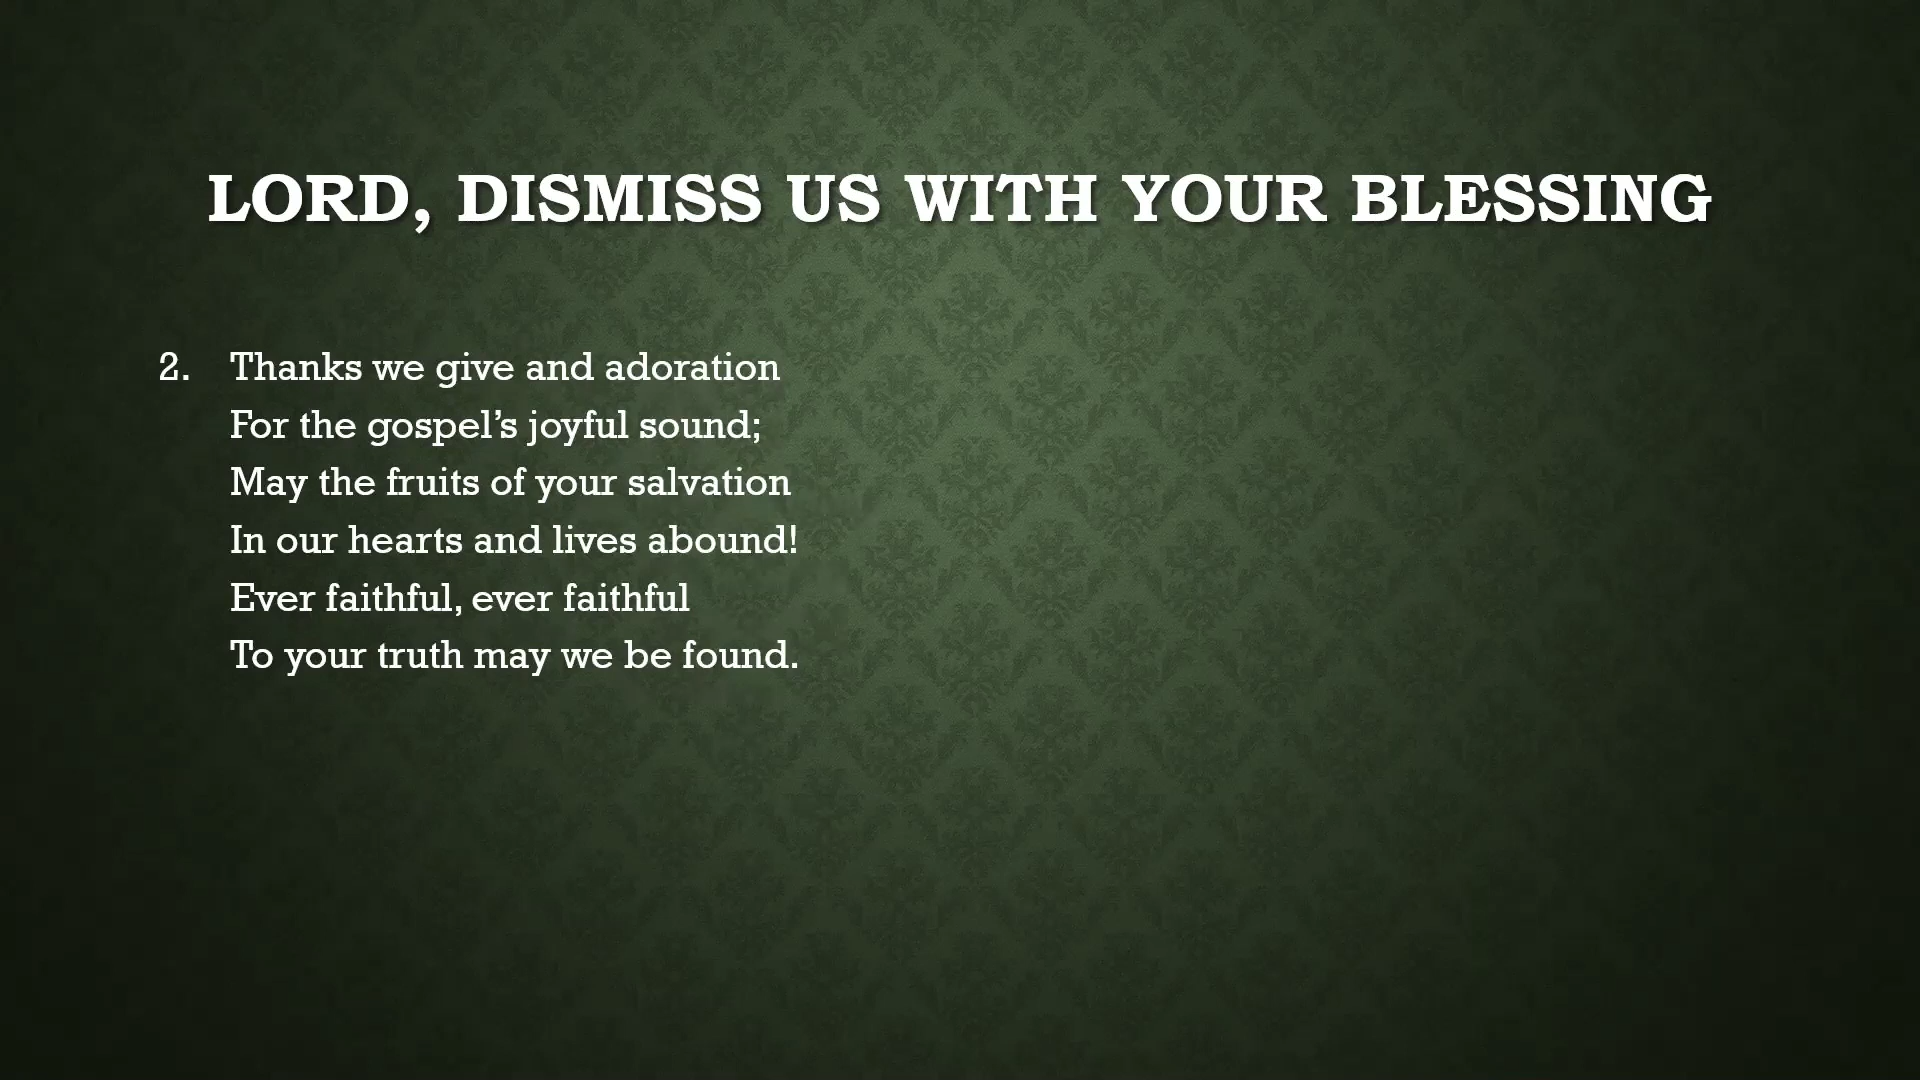 LORD, DISMISS US WITH YOUR BLESSING
2. Thanks we give and adoration
For the gospel’s joyful sound;
May the fruits of your salvation
In our hearts and lives abound!
Ever faithful, ever faithful
To your truth may we be found.